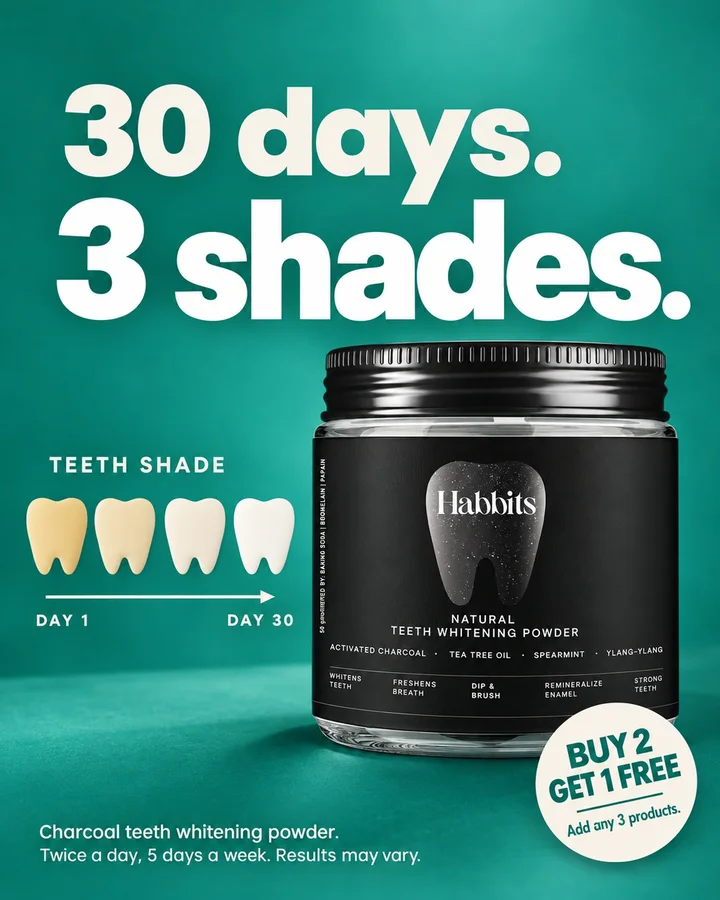 30 days.
3 shades.
TEETH SHADE
DAY 1
DAY 30
POWERED BY: BAKING SODA | BROMELAIN | PAPAIN
Habbits
NATURAL
TEETH WHITENING POWDER
ACTIVATED CHARCOAL · TEA TREE OIL · SPEARMINT · YLANG-YLANG
WHITENS
TEETH
FRESHENS
BREATH
DIP &
BRUSH
REMINERALIZE
ENAMEL
STRONG
TEETH
BUY 2
GET 1 FREE
Add any 3 products.
Charcoal teeth whitening powder.
Twice a day, 5 days a week. Results may vary.